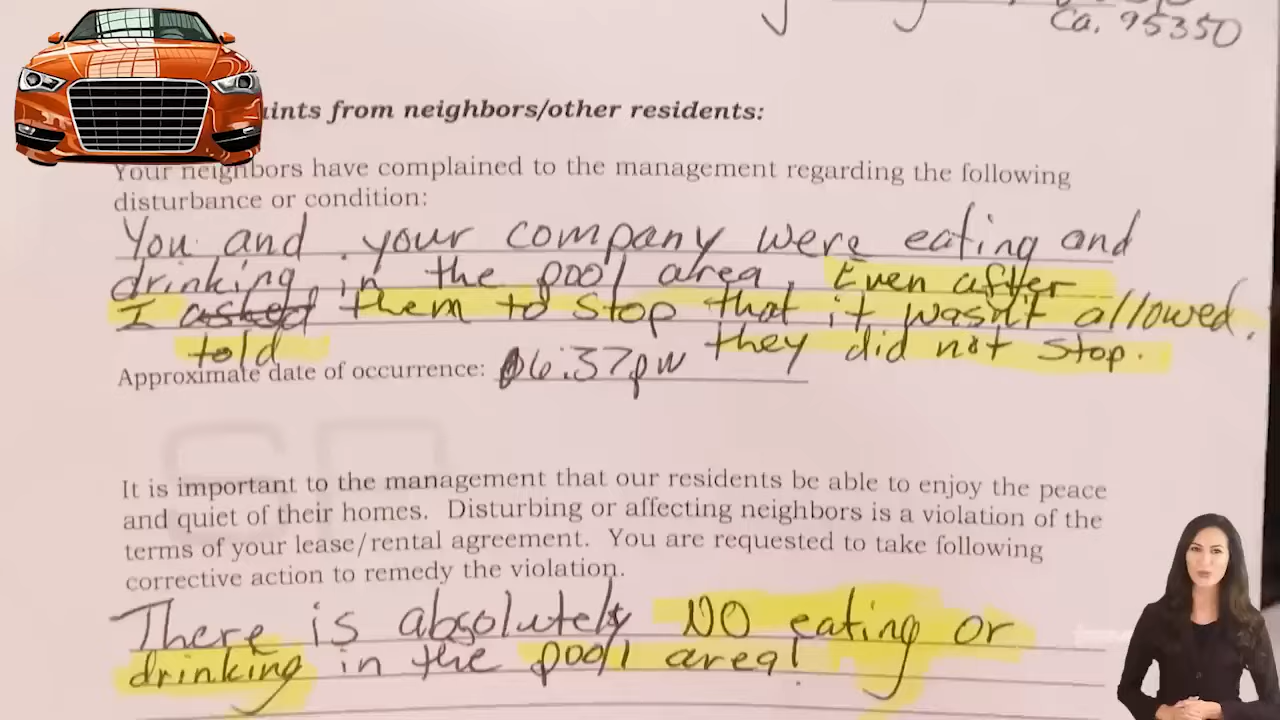 Ca. 95350
ints from neighbors/other residents:
Your neighbors have complained to the management regarding the following
disturbance or condition:
You and your company were eating and
drinking in the pool area, Even after
I asked them to stop that it wasn't allowed.
told they did not stop.
Approximate date of occurrence: 6:37pm
It is important to the management that our residents be able to enjoy the peace
and quiet of their homes. Disturbing or affecting neighbors is a violation of the
terms of your lease/rental agreement. You are requested to take following
corrective action to remedy the violation.
There is absolutely NO eating or
drinking in the pool area!